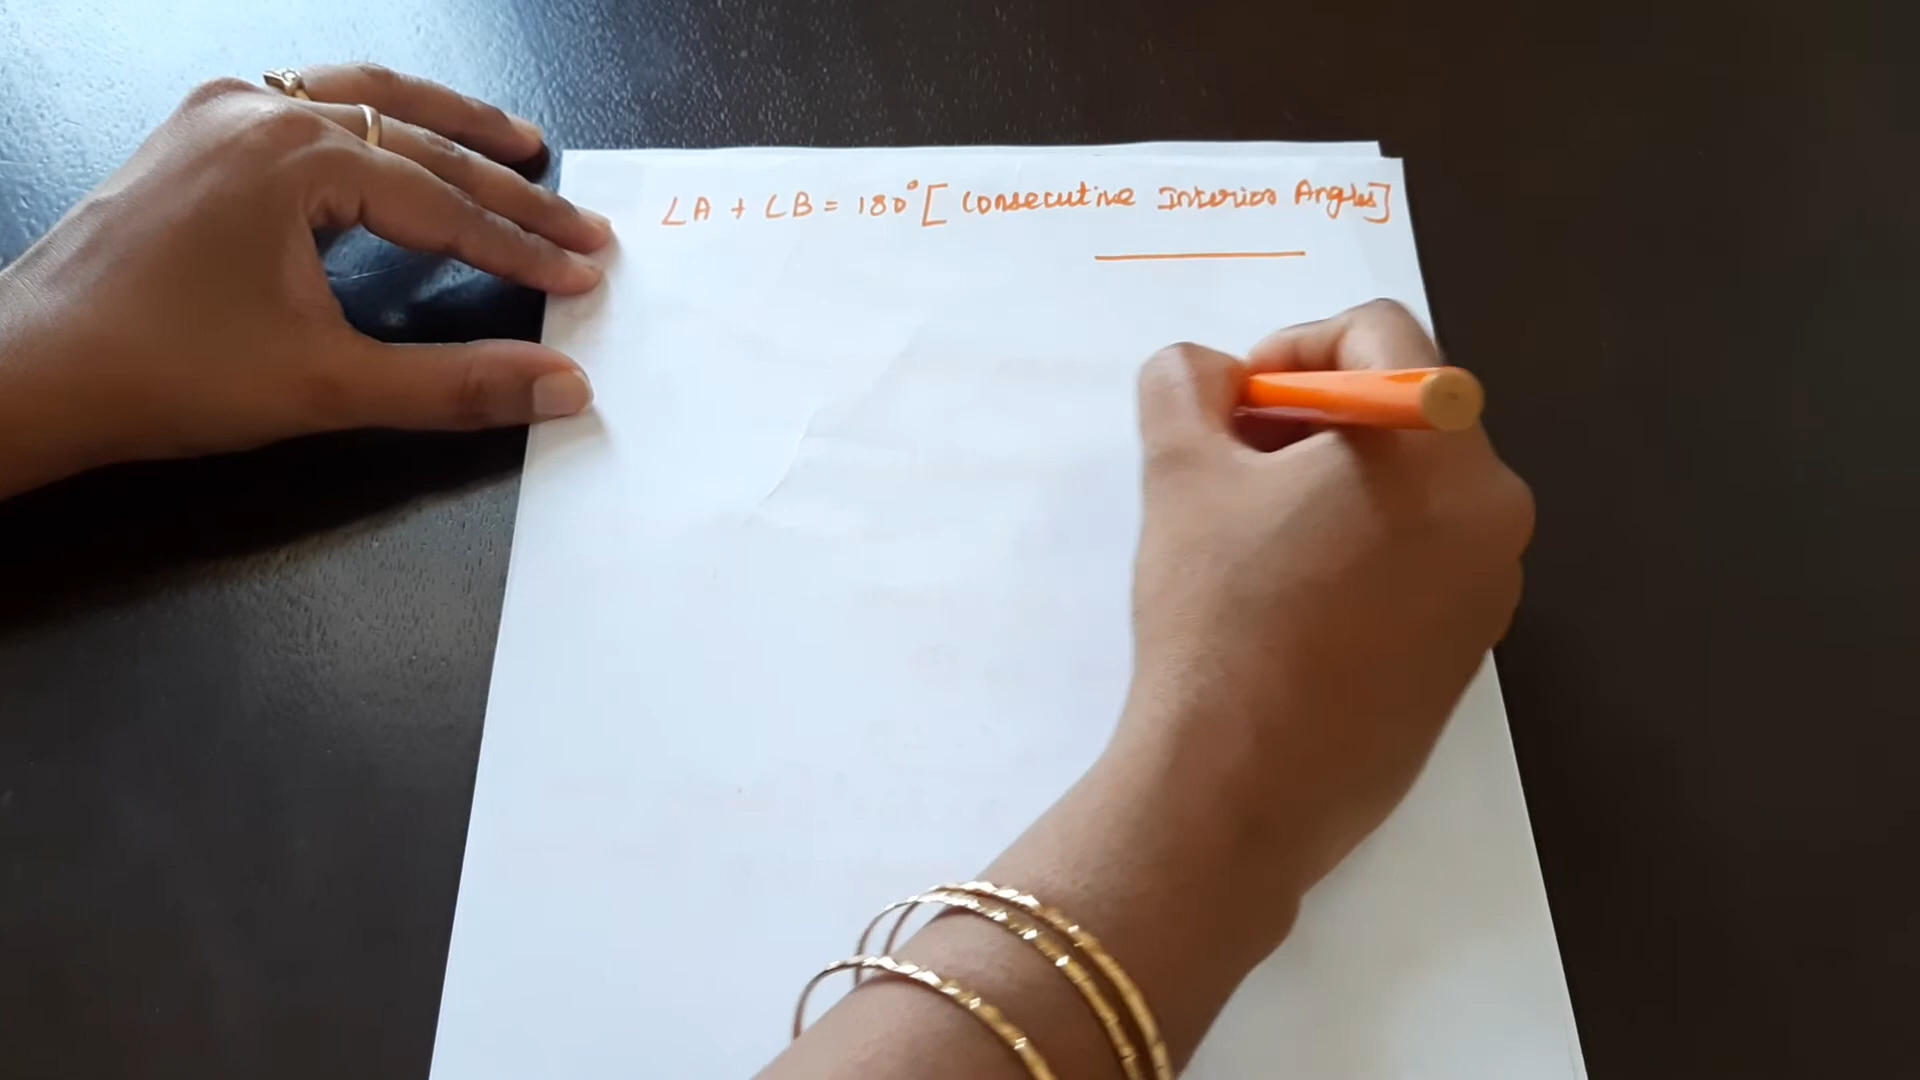 ∠A + ∠B = 180° [Consecutive Interior Angles]